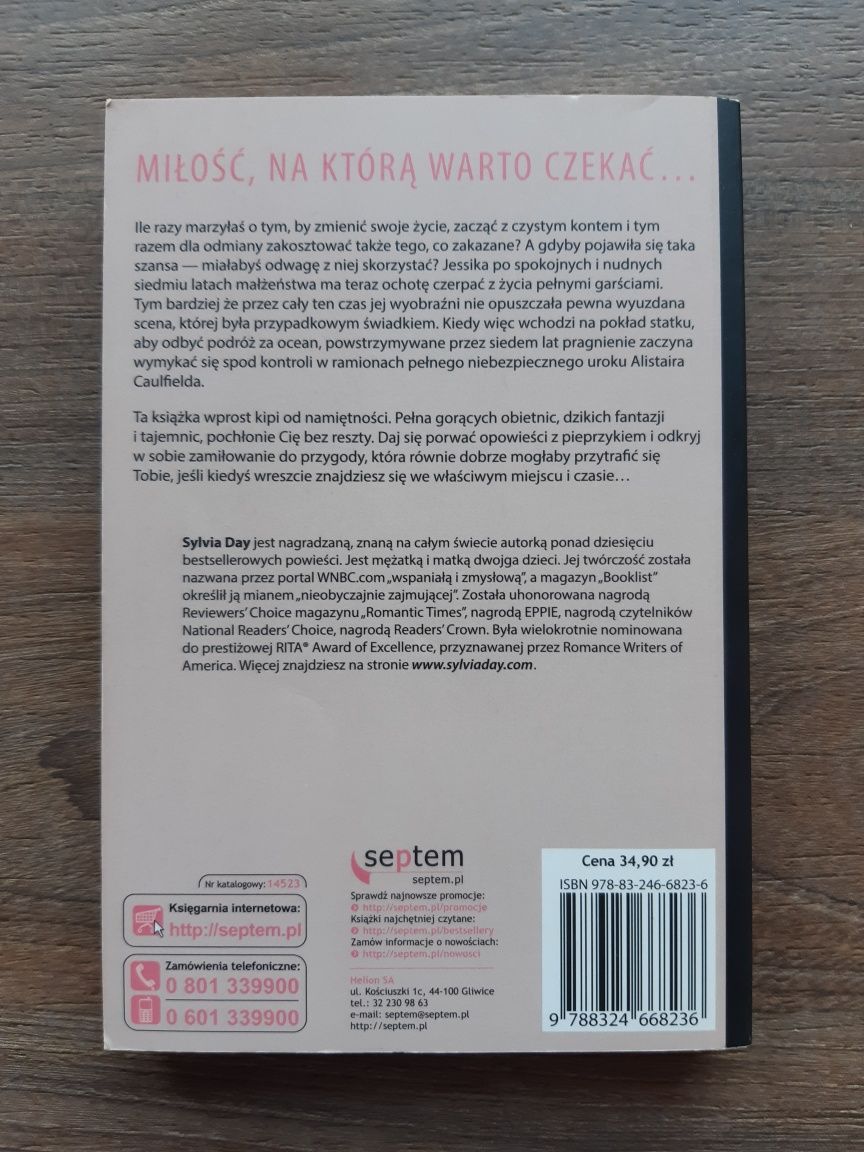 MIŁOŚĆ, NA KTÓRĄ WARTO CZEKAĆ...
Ile razy marzyłaś o tym, by zmienić swoje życie, zacząć z czystym kontem i tym
razem dla odmiany zakosztować także tego, co zakazane? A gdyby pojawiła się taka
szansa — miałabyś odwagę z niej skorzystać? Jessika po spokojnych i nudnych
siedmiu latach małżeństwa ma teraz ochotę czerpać z życia pełnymi garściami.
Tym bardziej że przez cały ten czas jej wyobraźni nie opuszczała pewna wyuzdana
scena, której była przypadkowym świadkiem. Kiedy więc wchodzi na pokład statku,
aby odbyć podróż za ocean, powstrzymywane przez siedem lat pragnienie zaczyna
wymykać się spod kontroli w ramionach pełnego niebezpiecznego uroku Alistaira
Caulfielda.
Ta książka wprost kipi od namiętności. Pełna gorących obietnic, dzikich fantazji
i tajemnic, pochłonie Cię bez reszty. Daj się porwać opowieści z pieprzykiem i odkryj
w sobie zamiłowanie do przygody, która równie dobrze mogłaby przytrafić się
Tobie, jeśli kiedyś wreszcie znajdziesz się we właściwym miejscu i czasie...
Sylvia Day jest nagradzaną, znaną na całym świecie autorką ponad dziesięciu
bestsellerowych powieści. Jest mężatką i matką dwojga dzieci. Jej twórczość została
nazwana przez portal WNBC.com „wspaniałą i zmysłową”, a magazyn „Booklist”
określił ją mianem „nieobyczajnie zajmującej”. Została uhonorowana nagrodą
Reviewers’ Choice magazynu „Romantic Times”, nagrodą EPPIE, nagrodą czytelników
National Readers’ Choice, nagrodą Readers’ Crown. Była wielokrotnie nominowana
do prestiżowej RITA® Award of Excellence, przyznawanej przez Romance Writers of
America. Więcej znajdziesz na stronie www.sylviaday.com.
Nr katalogowy: 14523
Księgarnia internetowa:
http://septem.pl
Zamówienia telefoniczne:
0 801 339900
0 601 339900
septem
septem.pl
Sprawdź najnowsze promocje:
http://septem.pl/promocje
Książki najchętniej czytane:
http://septem.pl/bestsellery
Zamów informacje o nowościach:
http://septem.pl/nowosci
Helion SA
ul. Kościuszki 1c, 44-100 Gliwice
tel.: 32 230 98 63
e-mail: septem@septem.pl
http://septem.pl
Cena 34,90 zł
ISBN 978-83-246-6823-6
9 788324 668236